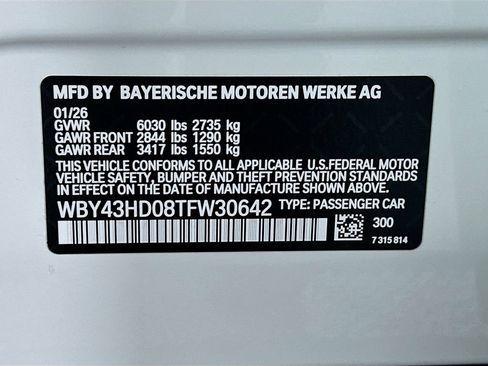 MFD BY BAYERISCHE MOTOREN WERKE AG
01/26
GVWR 6030 lbs 2735 kg
GAWR FRONT 2844 lbs 1290 kg
GAWR REAR 3417 lbs 1550 kg
THIS VEHICLE CONFORMS TO ALL APPLICABLE U.S.FEDERAL MOTOR
VEHICLE SAFETY, BUMPER AND THEFT PREVENTION STANDARDS
IN EFFECT ON THE DATE OF MANUFACTURE SHOWN ABOVE.
WBY43HD08TFW30642 TYPE: PASSENGER CAR
300
7 315 814